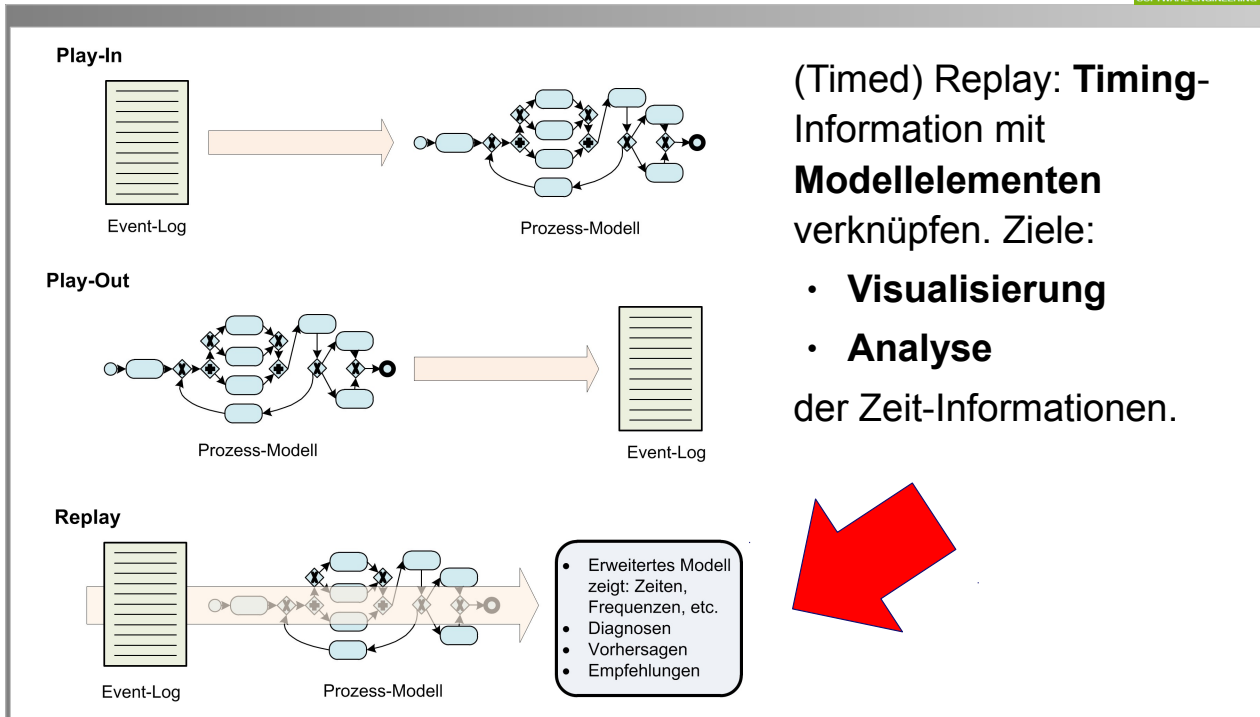 Play-In
Event-Log
Prozess-Modell
Play-Out
Prozess-Modell
Event-Log
Replay
Event-Log
Prozess-Modell
• Erweitertes Modell
zeigt: Zeiten,
Frequenzen, etc.
• Diagnosen
• Vorhersagen
• Empfehlungen
(Timed) Replay: Timing-
Information mit
Modellelementen
verknüpfen. Ziele:
• Visualisierung
• Analyse
der Zeit-Informationen.